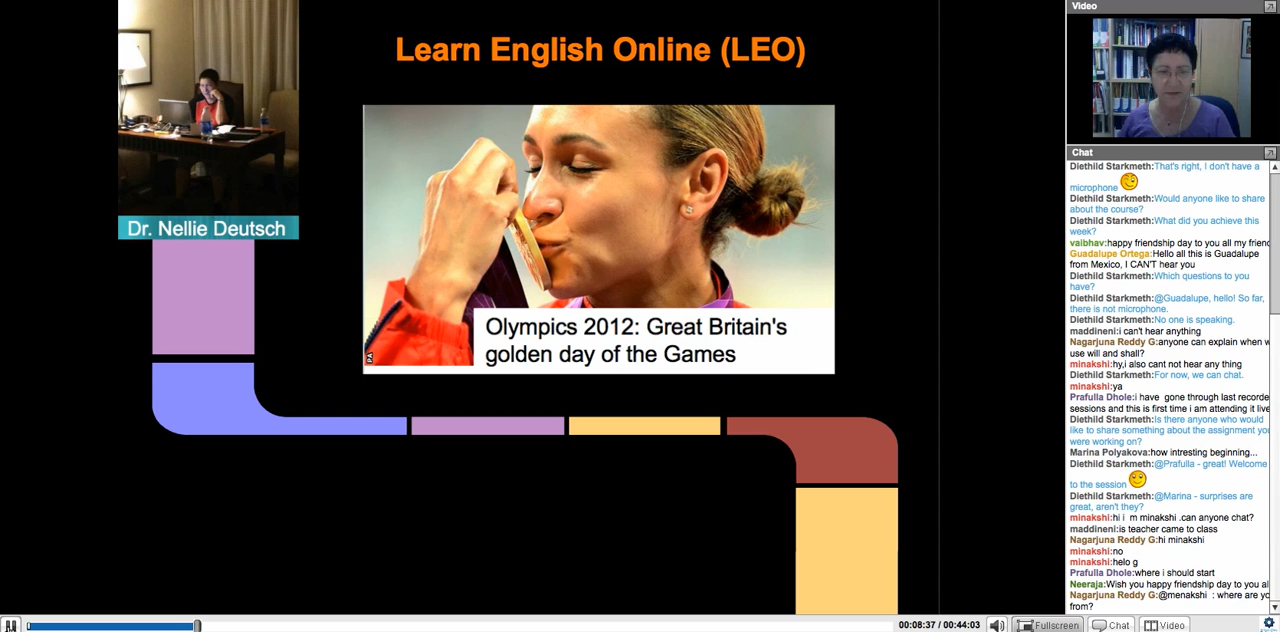 Learn English Online (LEO)
Dr. Nellie Deutsch
PA
Olympics 2012: Great Britain's
golden day of the Games
Video
Chat
Diethild Starkmeth:That's right, I don't have a
microphone
Diethild Starkmeth:Would anyone like to share
about the course?
Diethild Starkmeth:What did you achieve this
week?
vaibhav:happy friendship day to you all my
Guadalupe Ortega:Hello all this is Guadalupe
from Mexico, I CAN'T hear you
Diethild Starkmeth:Which questions to you
have?
Diethild Starkmeth:@Guadalupe, hello! So far,
there is not microphone.
Diethild Starkmeth:No one is speaking.
maddineni:i can't hear anything
Nagarjuna Reddy G:anyone can explain when
use will and shall?
minakshi:hy,i also cant not hear any thing
Diethild Starkmeth:For now, we can chat.
minakshi:ya
Prafulla Dhole:i have gone through last
sessions and this is first time i am attending it
Diethild Starkmeth:Is there anyone who would
like to share something about the assignment
were working on?
Marina Polyakova:how intresting beginning...
Diethild Starkmeth:@Prafulla - great! Welcome
to the session
Diethild Starkmeth:@Marina - surprises are
great, aren't they?
minakshi:hi i m minakshi .can anyone chat?
maddineni:is teacher came to class
Nagarjuna Reddy G:hi minakshi
minakshi:no
minakshi:helo g
Prafulla Dhole:where i should start
Neeraja:Wish you happy friendship day to you
Nagarjuna Reddy G:@menakshi : where are
from?
00:08:37 / 00:44:03
Fullscreen
Chat
Video